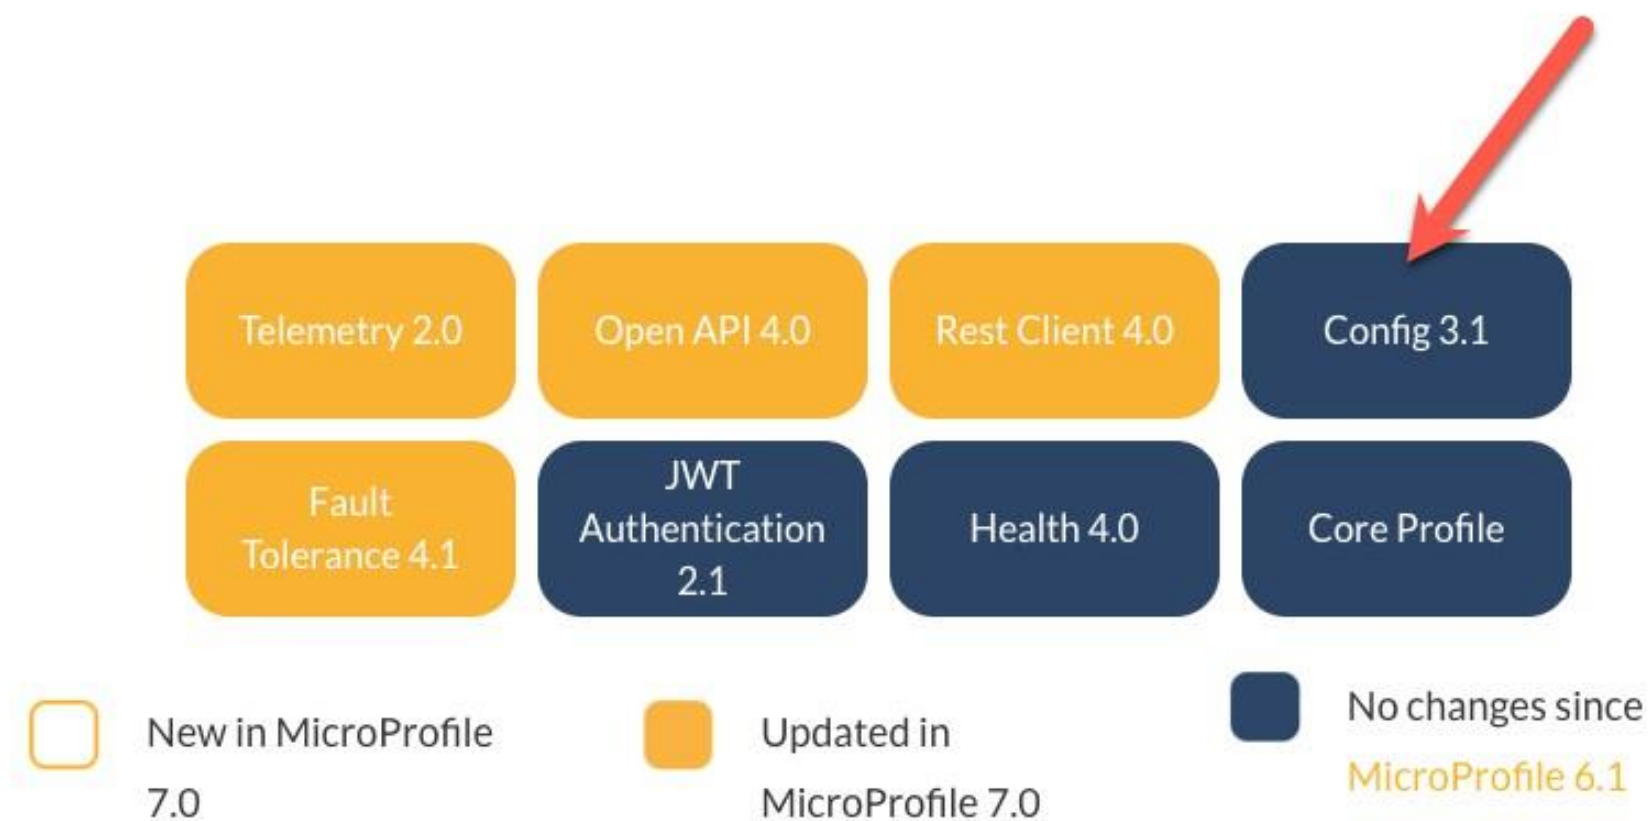 Telemetry 2.0
Open API 4.0
Rest Client 4.0
Config 3.1
Fault
Tolerance 4.1
JWT
Authentication
2.1
Health 4.0
Core Profile
New in MicroProfile
7.0
Updated in
MicroProfile 7.0
No changes since
MicroProfile 6.1